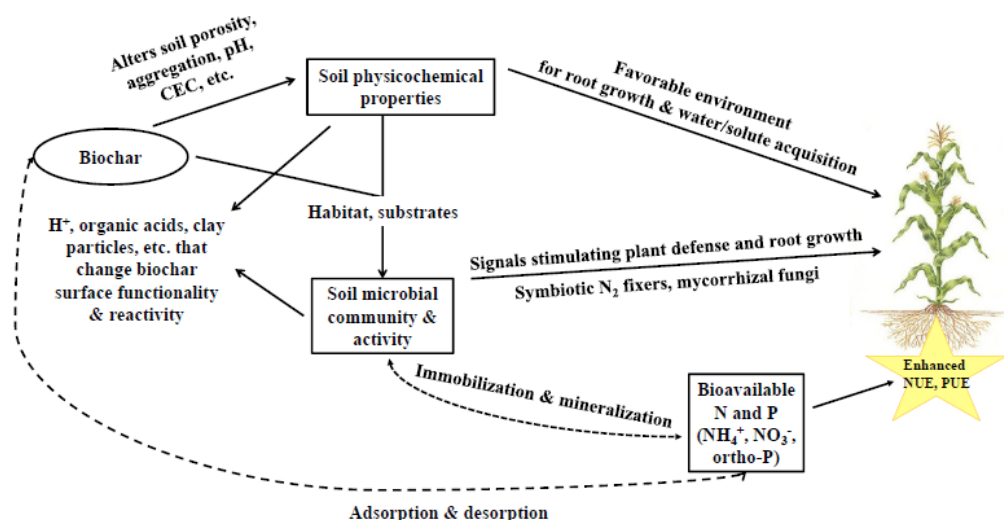 Alters soil porosity,
aggregation, pH,
CEC, etc.
Soil physicochemical
properties
Favorable environment
for root growth & water/solute acquisition
Biochar
Habitat, substrates
H⁺, organic acids, clay
particles, etc. that
change biochar
surface functionality
& reactivity
Signals stimulating plant defense and root growth
Symbiotic N₂ fixers, mycorrhizal fungi
Soil microbial
community &
activity
Immobilization & mineralization
Bioavailable
N and P
(NH₄⁺, NO₃⁻,
ortho-P)
Enhanced
NUE, PUE
Adsorption & desorption